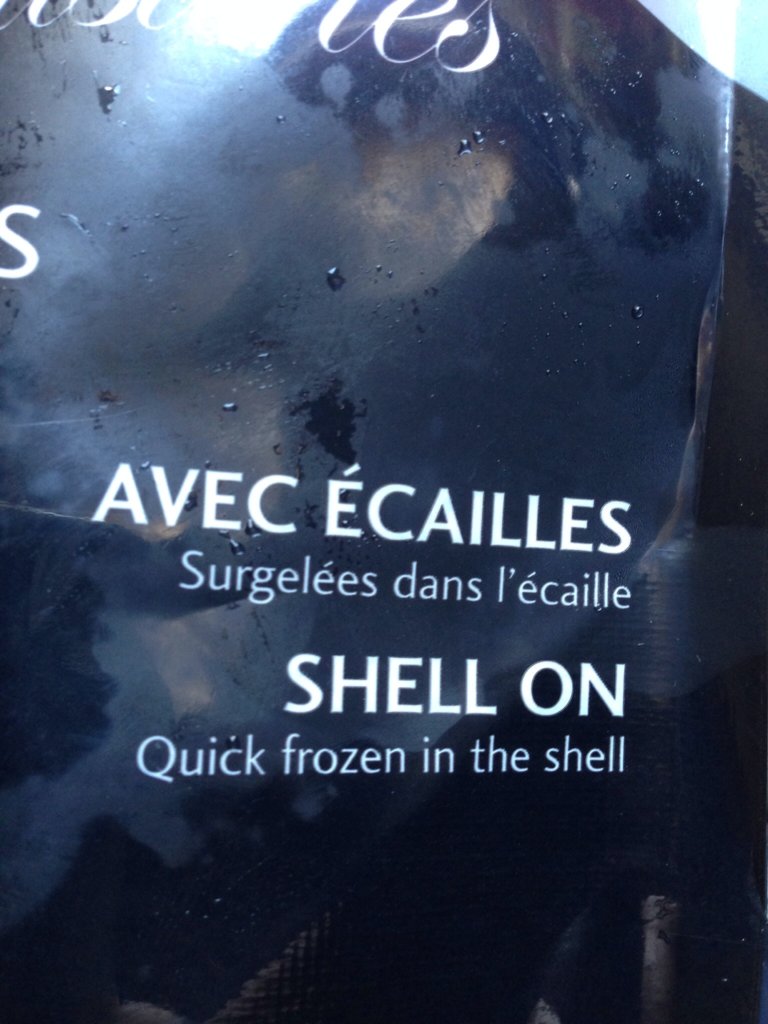 AVEC ÉCAILLES
Surgelées dans l'écaille
SHELL ON
Quick frozen in the shell